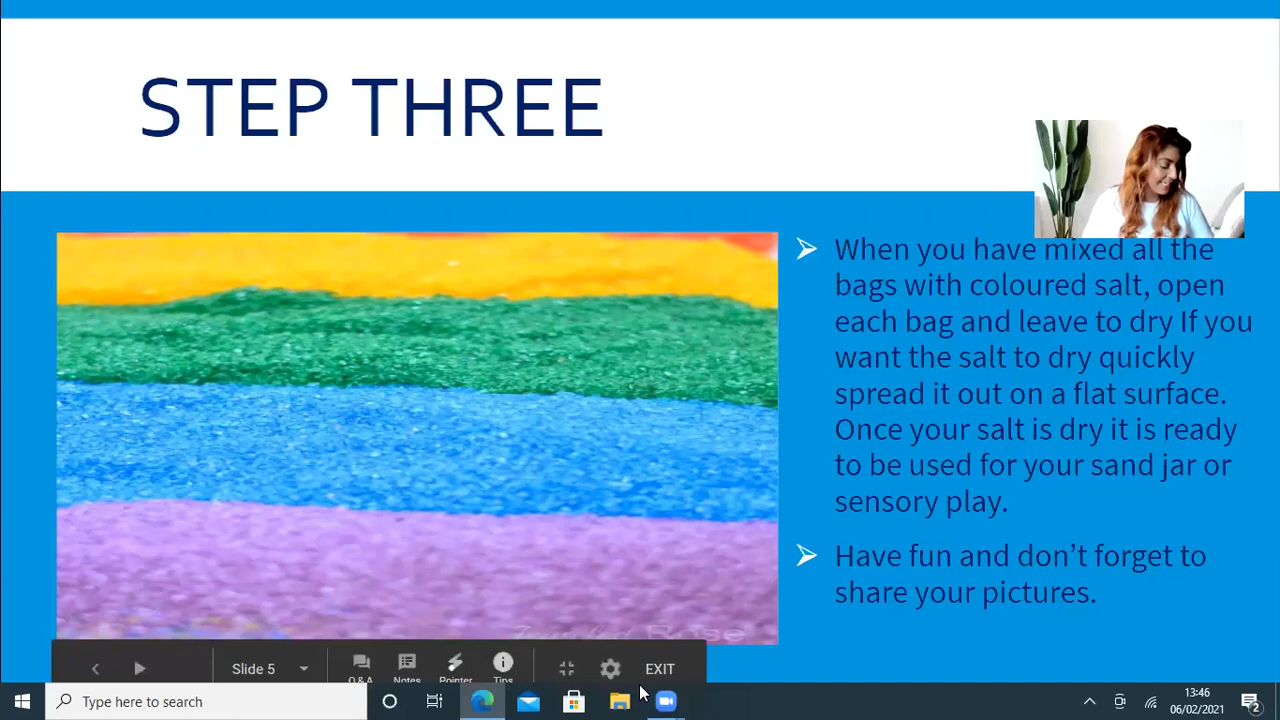 STEP THREE
When you have mixed all the
bags with coloured salt, open
each bag and leave to dry If you
want the salt to dry quickly
spread it out on a flat surface.
Once your salt is dry it is ready
to be used for your sand jar or
sensory play.
Have fun and don’t forget to
share your pictures.
Slide 5
Q & A
Notes
Pointer
Tips
EXIT
Type here to search
13:46
06/02/2021
2